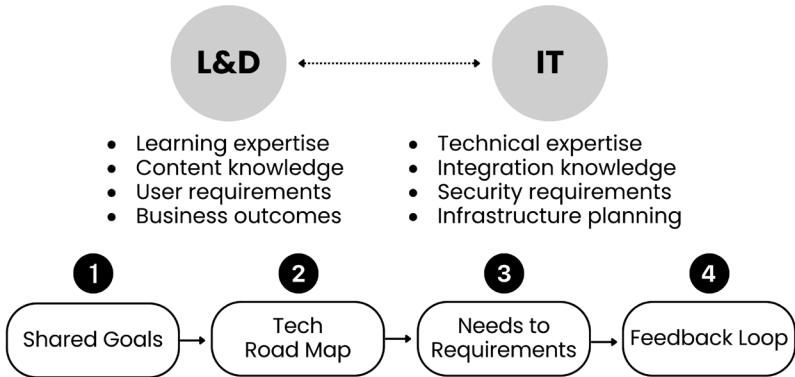 L&D
IT
• Learning expertise
• Content knowledge
• User requirements
• Business outcomes
• Technical expertise
• Integration knowledge
• Security requirements
• Infrastructure planning
1
Shared Goals
2
Tech
Road Map
3
Needs to
Requirements
4
Feedback Loop